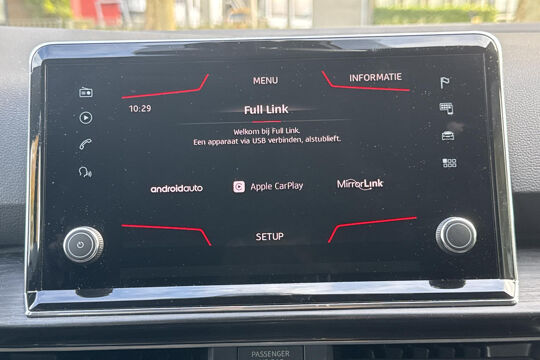 MENU
INFORMATIE
10:29
Full Link
Welkom bij Full Link.
Een apparaat via USB verbinden, alstublieft.
androidauto
Apple CarPlay
MirrorLink
SETUP
PASSENGER